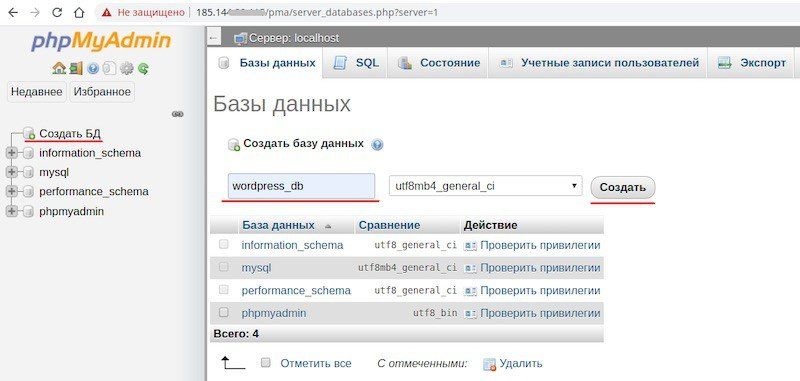 Не защищено 185.14 /pma/server_databases.php?server=1
phpMyAdmin
Недавнее Избранное
Создать БД
information_schema
mysql
performance_schema
phpmyadmin
← Сервер: localhost
Базы данных SQL Состояние Учетные записи пользователей Экспорт
Базы данных
Создать базу данных
wordpress_db utf8mb4_general_ci Создать
База данных Сравнение Действие
information_schema utf8_general_ci Проверить привилегии
mysql utf8mb4_general_ci Проверить привилегии
performance_schema utf8_general_ci Проверить привилегии
phpmyadmin utf8_bin Проверить привилегии
Всего: 4
Отметить все С отмеченными: Удалить